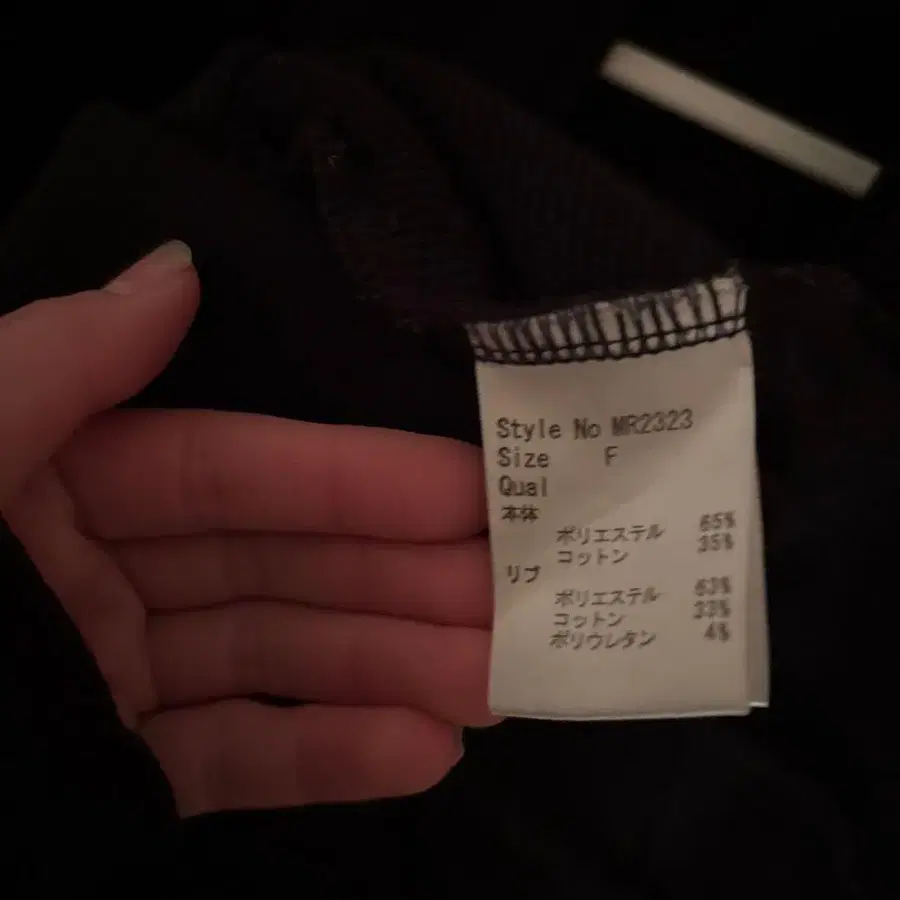 Style No MR2323
Size F
Qual
本体
ポリエステル 65%
コットン 35%
リブ
ポリエステル 63%
コットン 33%
ポリウレタン 4%